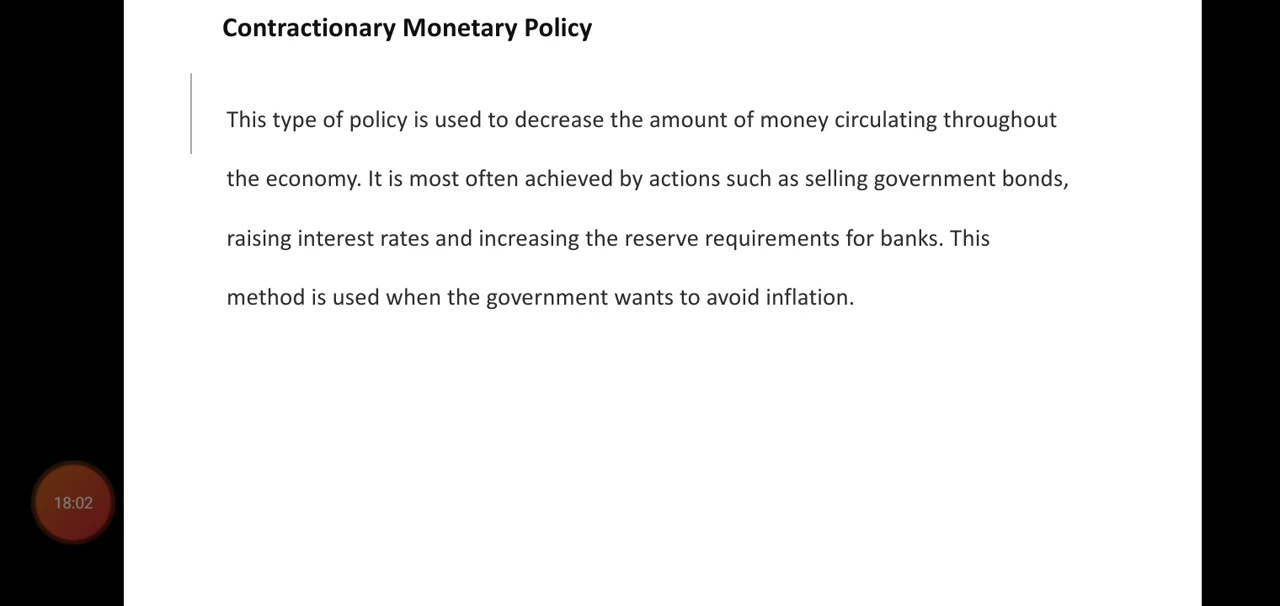 Contractionary Monetary Policy
This type of policy is used to decrease the amount of money circulating throughout
the economy. It is most often achieved by actions such as selling government bonds,
raising interest rates and increasing the reserve requirements for banks. This
method is used when the government wants to avoid inflation.
18:02